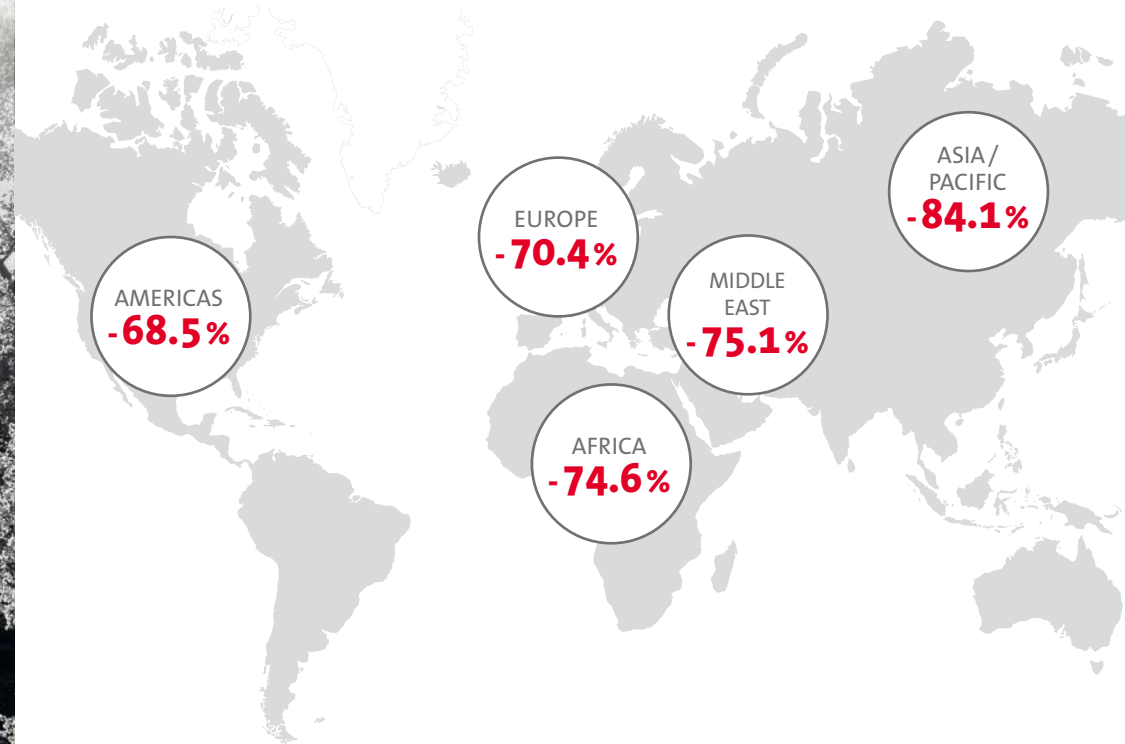 ASIA/
PACIFIC
-84.1%
EUROPE
-70.4%
MIDDLE
EAST
-75.1%
AMERICAS
-68.5%
AFRICA
-74.6%